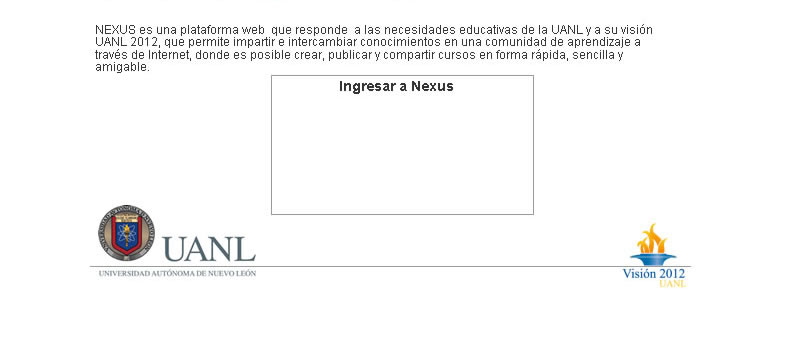 NEXUS es una plataforma web  que responde  a las necesidades educativas de la UANL y a su visión
UANL 2012, que permite impartir e intercambiar conocimientos en una comunidad de aprendizaje a
través de Internet, donde es posible crear, publicar y compartir cursos en forma rápida, sencilla y
amigable.
Ingresar a Nexus
UANL
UNIVERSIDAD AUTÓNOMA DE NUEVO LEÓN
Visión 2012
UANL